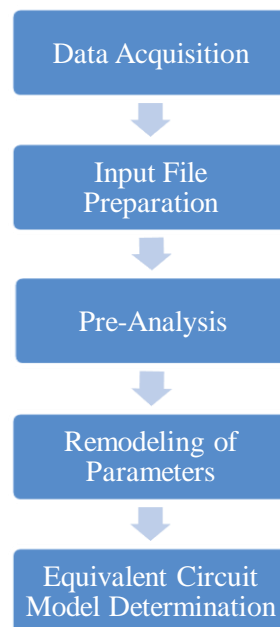 Data Acquisition
Input File
Preparation
Pre-Analysis
Remodeling of
Parameters
Equivalent Circuit
Model Determination